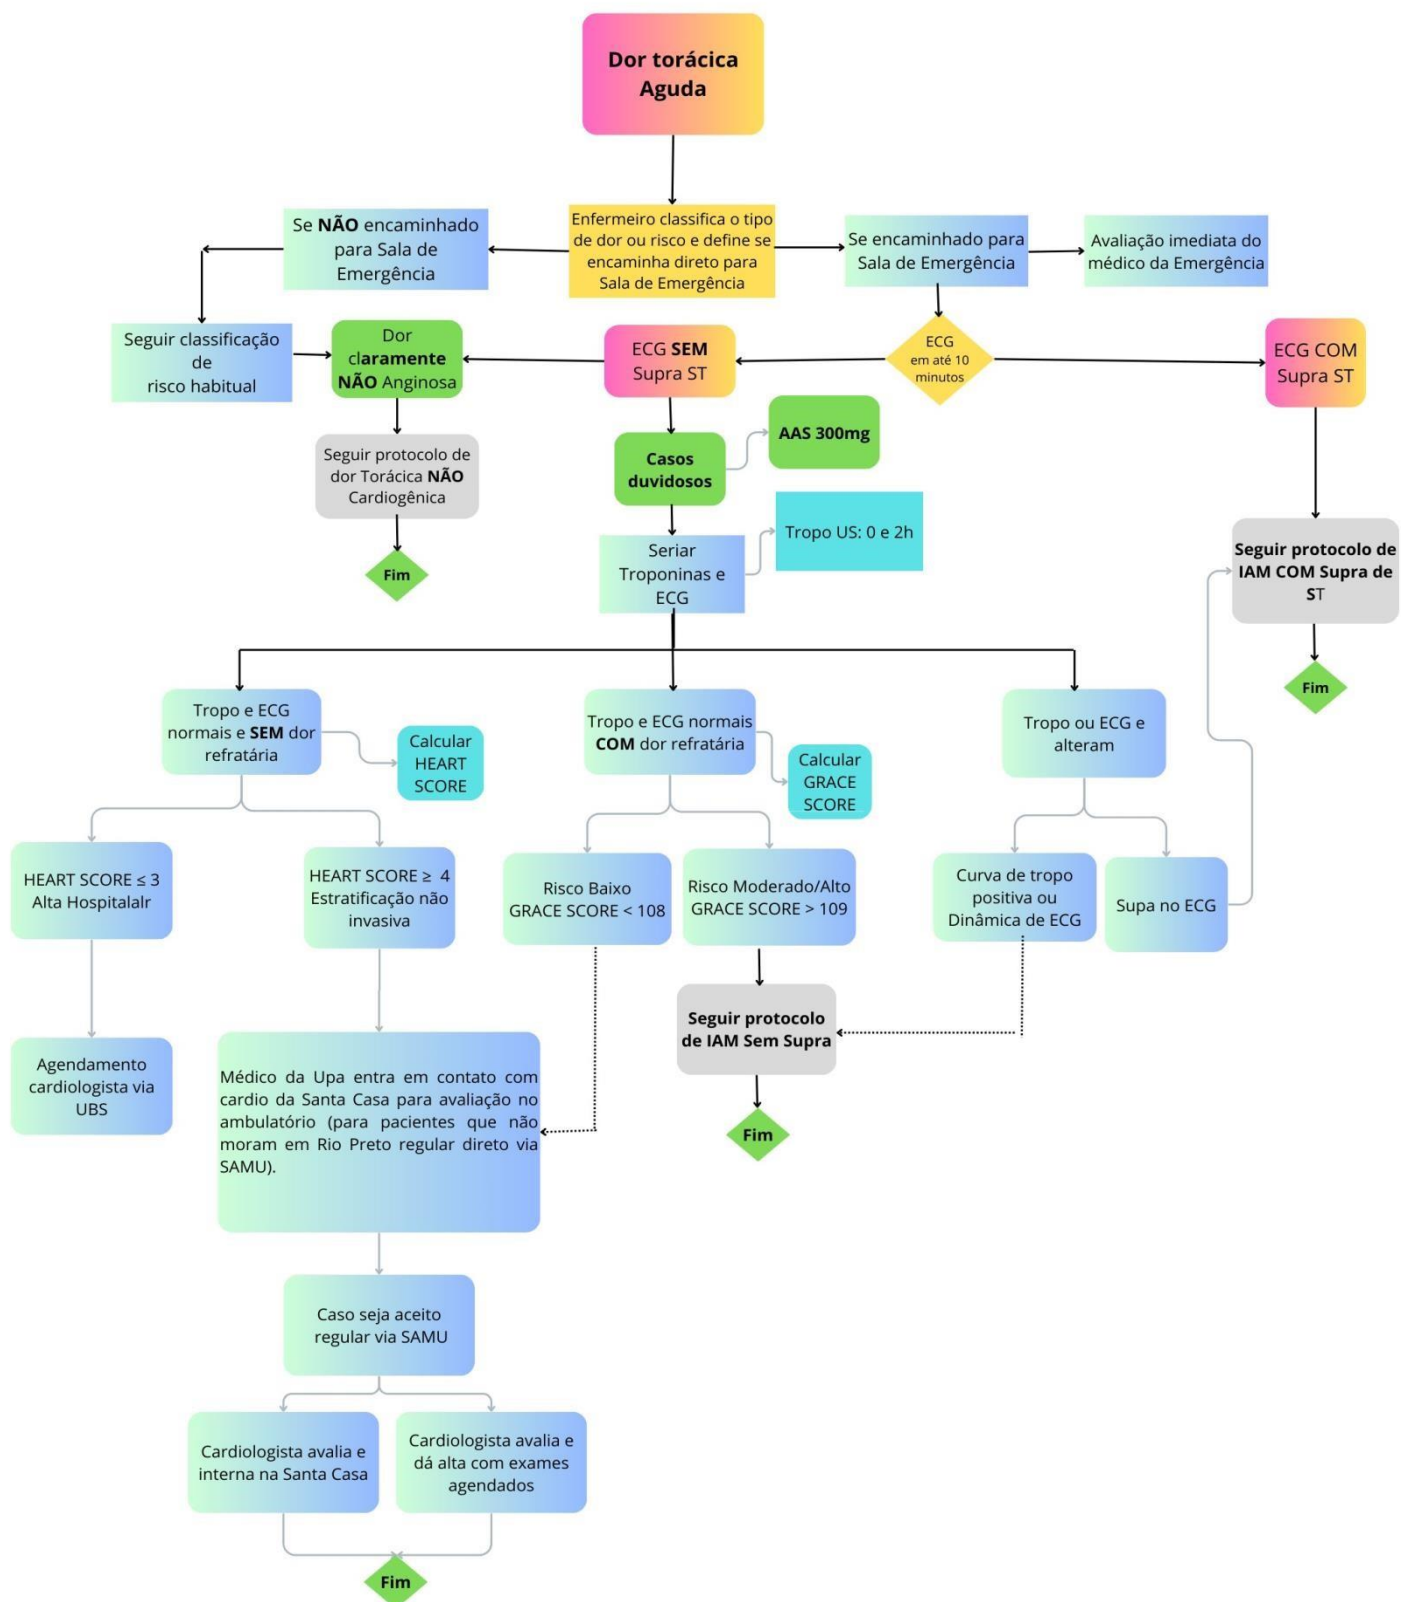 Dor torácica
Aguda
Se NÃO encaminhado
para Sala de
Emergência
Enfermeiro classifica o tipo
de dor ou risco e define se
encaminha direto para
Sala de Emergência
Se encaminhado para
Sala de Emergência
Avaliação imediata do
médico da Emergência
Seguir classificação
de
risco habitual
Dor
claramente
NÃO Anginosa
ECG SEM
Supra ST
ECG
em até 10
minutos
ECG COM
Supra ST
Seguir protocolo de
dor Torácica NÃO
Cardiogênica
Casos
duvidosos
AAS 300mg
Fim
Seriar
Troponinas e
ECG
Tropo US: 0 e 2h
Seguir protocolo de
IAM COM Supra de
ST
Fim
Tropo e ECG
normais e SEM dor
refratária
Calcular
HEART
SCORE
Tropo e ECG normais
COM dor refratária
Calcular
GRACE
SCORE
Tropo ou ECG e
alteram
HEART SCORE ≤ 3
Alta Hospitalalr
HEART SCORE ≥ 4
Estratificação não
invasiva
Risco Baixo
GRACE SCORE < 108
Risco Moderado/Alto
GRACE SCORE > 109
Curva de tropo
positiva ou
Dinâmica de ECG
Supa no ECG
Agendamento
cardiologista via
UBS
Médico da Upa entra em contato com
cardio da Santa Casa para avaliação no
ambulatório (para pacientes que não
moram em Rio Preto regular direto via
SAMU).
Seguir protocolo
de IAM Sem Supra
Fim
Caso seja aceito
regular via SAMU
Cardiologista avalia e
interna na Santa Casa
Cardiologista avalia e
dá alta com exames
agendados
Fim